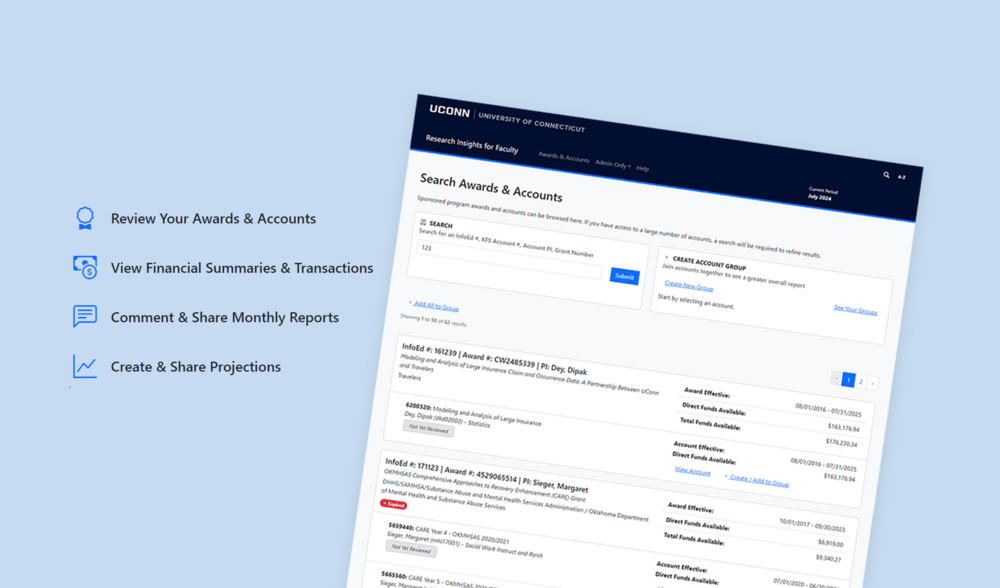 Review Your Awards & Accounts
View Financial Summaries & Transactions
Comment & Share Monthly Reports
Create & Share Projections
UCONN | UNIVERSITY OF CONNECTICUT
A-Z
Research Insights for Faculty
Awards & Accounts Admin Only Help
Current Period
July 2024
Search Awards & Accounts
Sponsored program awards and accounts can be browsed here. If you have access to a large number of accounts, a search will be required to refine results.
SEARCH
Search for an InfoEd #, KFS Account #, Account PI, Grant Number
123
Submit
CREATE ACCOUNT GROUP
Join accounts together to see a greater overall report
Create New Group
See Your Groups
Start by selecting an account.
+ Add All to Group
Showing 1 to 50 of 62 results
« 1 2 »
InfoEd #: 161239 | Award #: CW2485339 | PI: Dey, Dipak
Modeling and Analysis of Large Insurance Claim and Occurrence Data: A Partnership Between UConn
and Travelers
Travelers
Award Effective: 08/01/2016 - 07/31/2025
Direct Funds Available: $163,176.94
Total Funds Available: $176,230.34
6200320: Modeling and Analysis of Large Insurance
Dey, Dipak (dkd02003) - Statistics
Not Yet Reviewed
Account Effective: 08/01/2016 - 07/31/2025
Direct Funds Available: $163,176.94
View Account + Create / Add to Group
InfoEd #: 171123 | Award #: 4529065514 | PI: Sieger, Margaret
OKMHSAS Comprehensive Approaches to Recovery Enhancement (CARE) Grant
DHHS/SAMHSA/Substance Abuse and Mental Health Services Administration / Oklahoma Department
of Mental Health and Substance Abuse Services
Expired
Award Effective: 10/01/2017 - 09/30/2023
Direct Funds Available: $6,919.00
Total Funds Available: $9,340.27
5659440: CARE Year 4 - OKMHSAS 2020/2021
Sieger, Margaret (mhl17001) - Social Work Instruct and Rsrch
Not Yet Reviewed
Account Effective: 07/01/2020 - 06/30/
Direct Funds Available:
5665560: CARE Year 5 - OKMHSAS
Sieger, Margaret